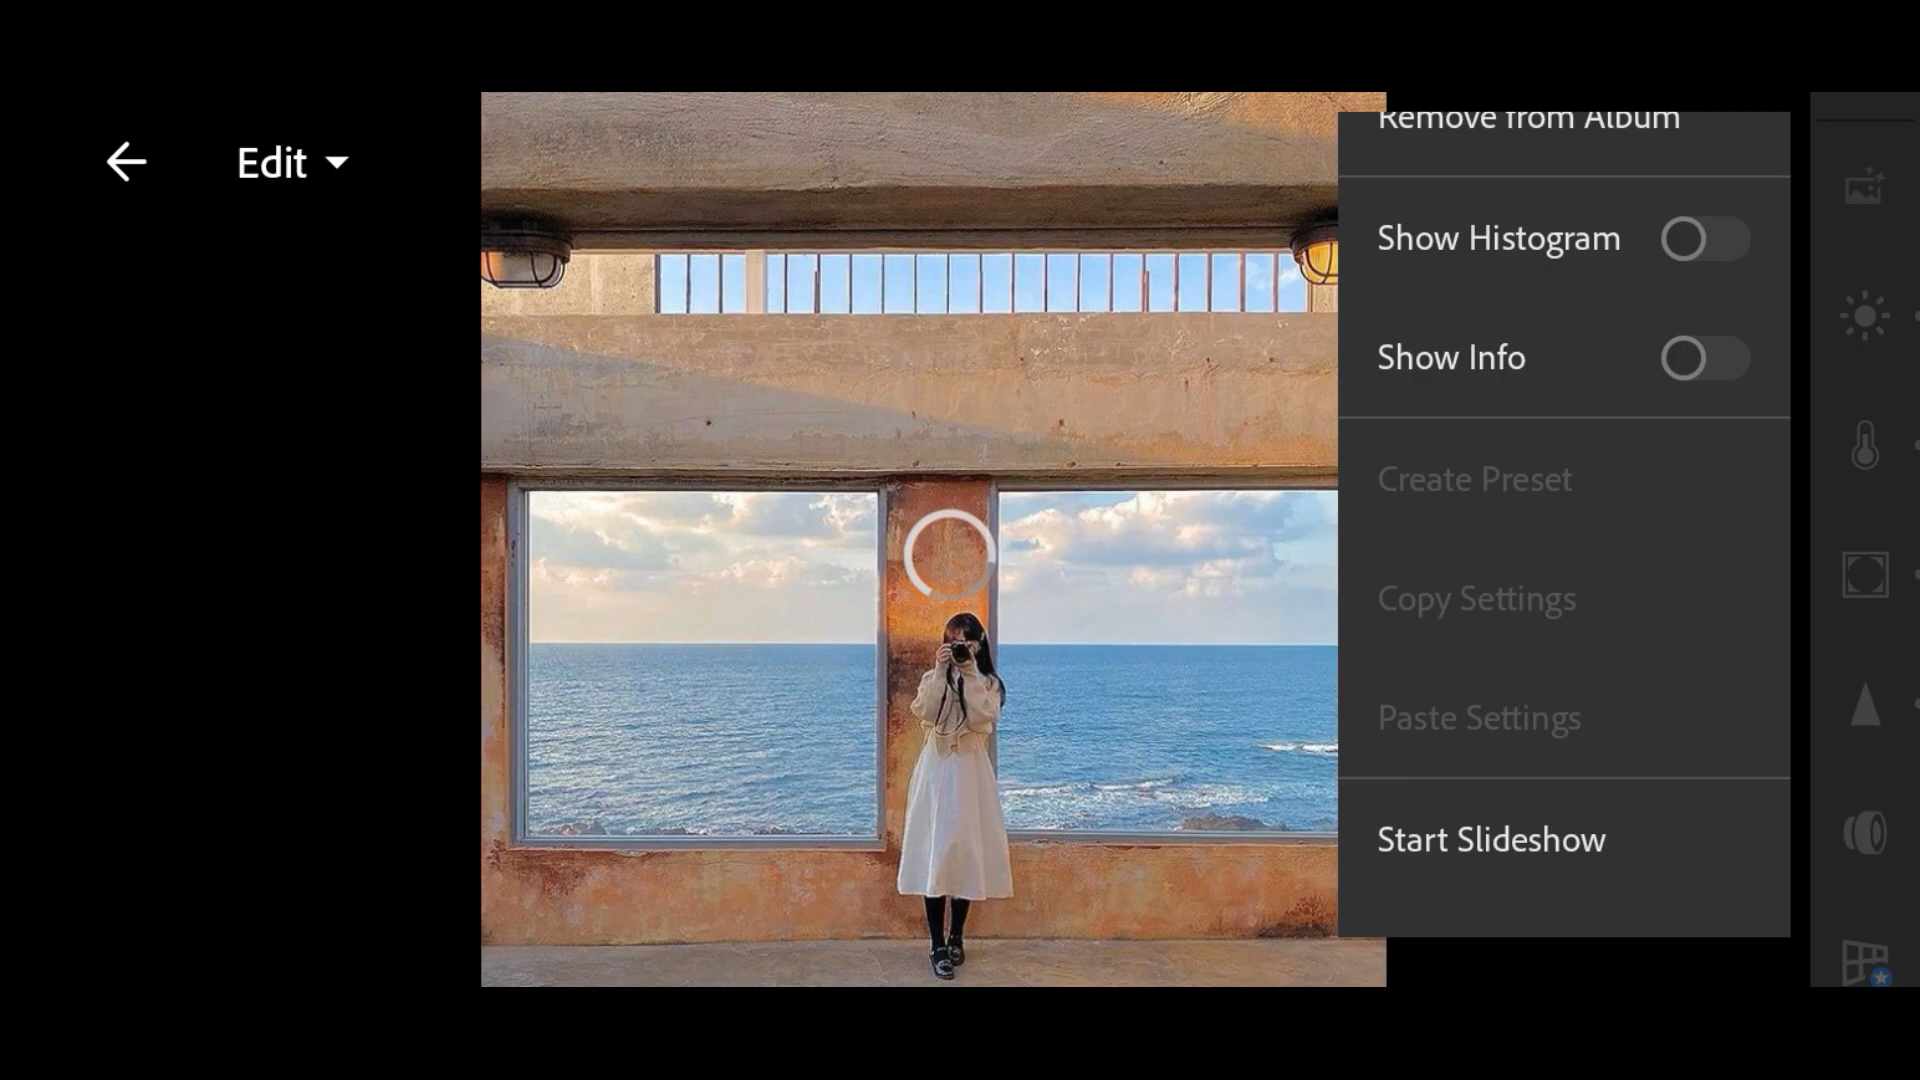 Edit
Remove from Album
Show Histogram
Show Info
Create Preset
Copy Settings
Paste Settings
Start Slideshow